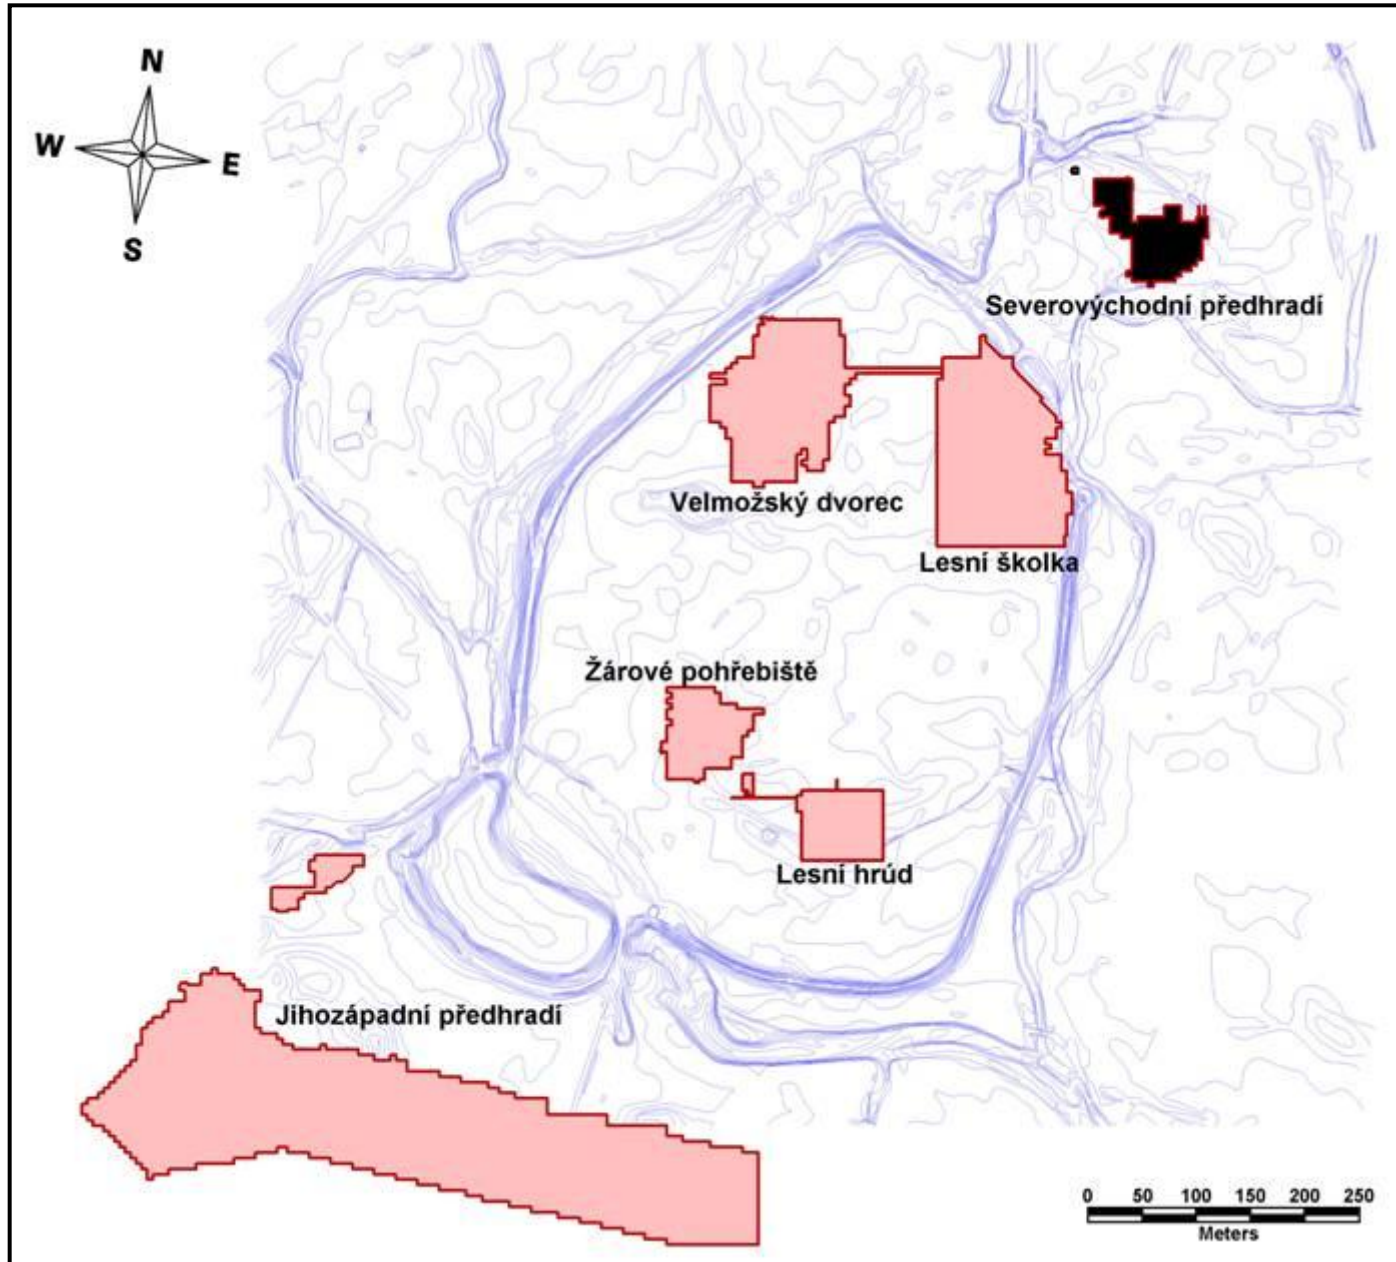 N
W
E
S
Severovýchodní předhradí
Velmožský dvorec
Lesní školka
Žárové pohřebiště
Lesní hrúd
Jihozápadní předhradí
0 50 100 150 200 250
Meters